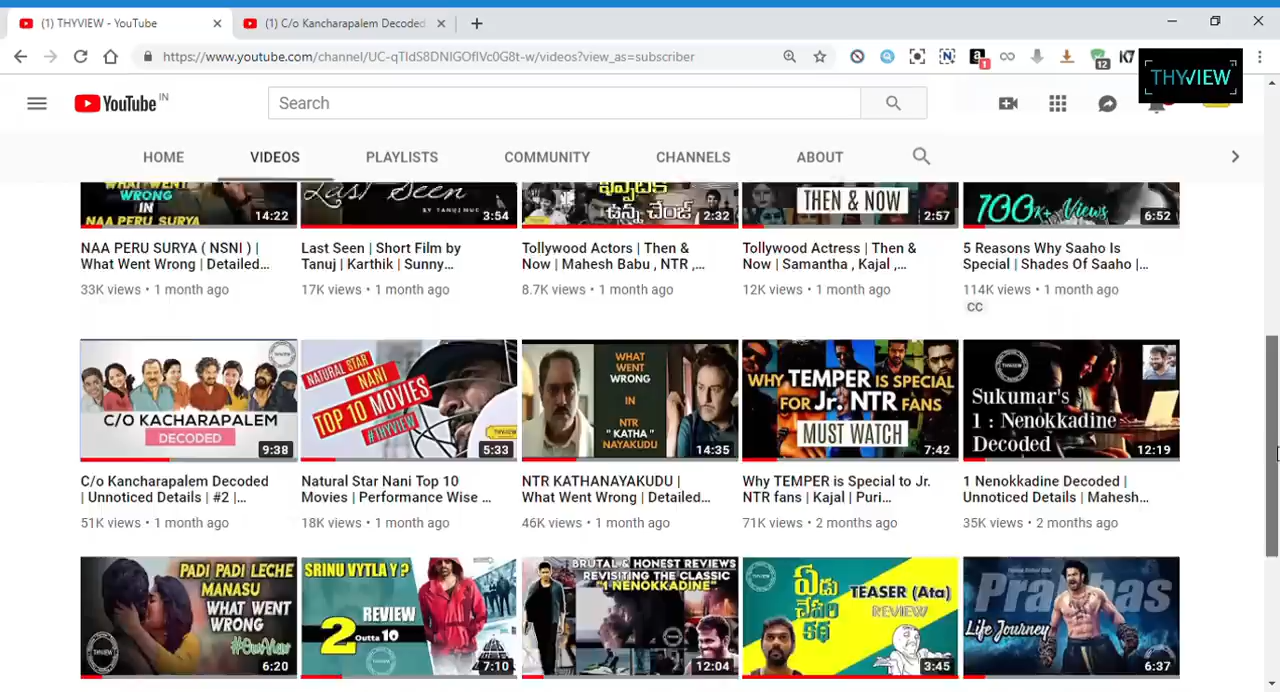 (1) THYVIEW - YouTube
(1) C/o Kancharapalem Decoded
https://www.youtube.com/channel/UC-qTIdS8DNIGOfIVc0G8t-w/videos?view_as=subscriber
1
12
THYVIEW
YouTube IN
Search
HOME VIDEOS PLAYLISTS COMMUNITY CHANNELS ABOUT
WHAT WENT
WRONG
IN
NAA PERU SURYA
14:22
Last Seen
BY TANUJ
3:54
ఇప్పటికి
ఉన్న చేంజ్
2:32
THEN & NOW
2:57
100K+ Views
6:52
NAA PERU SURYA ( NSNI ) |
What Went Wrong | Detailed...
33K views • 1 month ago
Last Seen | Short Film by
Tanuj | Karthik | Sunny...
17K views • 1 month ago
Tollywood Actors | Then &
Now | Mahesh Babu , NTR ,...
8.7K views • 1 month ago
Tollywood Actress | Then &
Now | Samantha , Kajal ,...
12K views • 1 month ago
5 Reasons Why Saaho Is
Special | Shades Of Saaho |...
114K views • 1 month ago
CC
C/O KACHARAPALEM
DECODED
9:38
NATURAL STAR
NANI
TOP 10 MOVIES
#THYVIEW
5:33
WHAT
WENT
WRONG
IN
NTR
" KATHA "
NAYAKUDU
14:35
WHY TEMPER IS SPECIAL
FOR Jr. NTR FANS
MUST WATCH
7:42
Sukumar's
1 : Nenokkadine
Decoded
12:19
C/o Kancharapalem Decoded
| Unnoticed Details | #2 |...
51K views • 1 month ago
Natural Star Nani Top 10
Movies | Performance Wise ...
18K views • 1 month ago
NTR KATHANAYAKUDU |
What Went Wrong | Detailed...
46K views • 1 month ago
Why TEMPER is Special to Jr.
NTR fans | Kajal | Puri...
71K views • 2 months ago
1 Nenokkadine Decoded |
Unnoticed Details | Mahesh...
35K views • 2 months ago
PADI PADI LECHE
MANASU
WHAT WENT
WRONG
#OurView
6:20
SRINU VYTLA Y ?
REVIEW
2 Outta 10
7:10
BRUTAL & HONEST REVIEWS
REVISITING THE CLASSIC
"1 NENOKKADINE"
12:04
ఏడు
చేపల
కథ
TEASER (Ata)
REVIEW
3:45
Prabhas
Life Journey
6:37